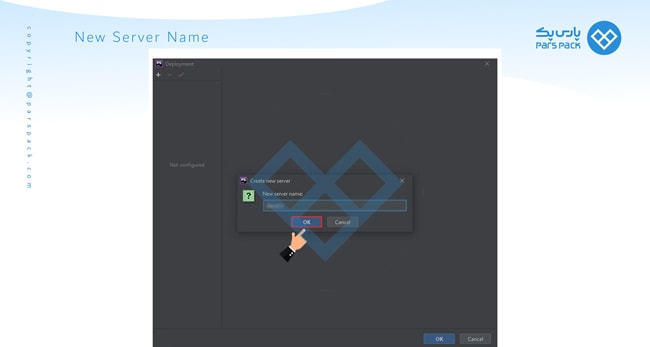 New Server Name
پارس پک
PARS PACK
copyright@parspack.com
Deployment
Not configured
Create new server
New server name:
OK
Cancel
OK
Cancel